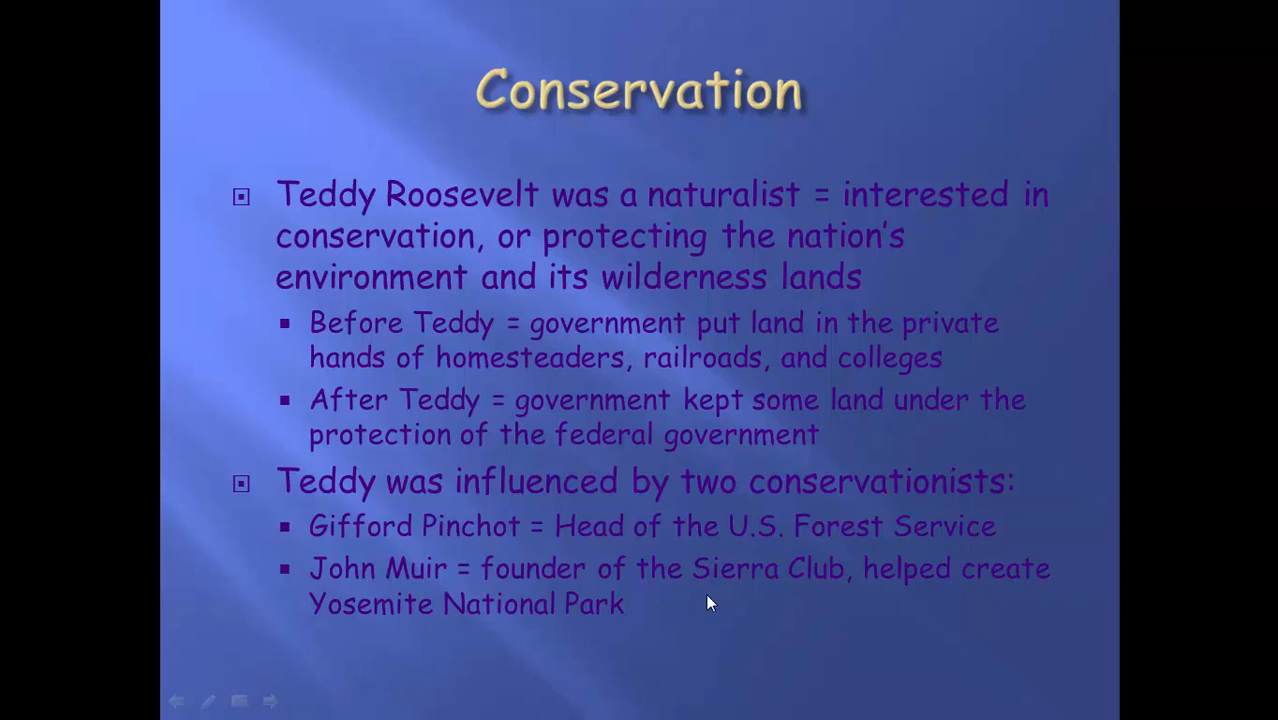 Conservation
Teddy Roosevelt was a naturalist = interested in
conservation, or protecting the nation's
environment and its wilderness lands
Before Teddy = government put land in the private
hands of homesteaders, railroads, and colleges
After Teddy = government kept some land under the
protection of the federal government
Teddy was influenced by two conservationists:
Gifford Pinchot = Head of the U.S. Forest Service
John Muir = founder of the Sierra Club, helped create
Yosemite National Park